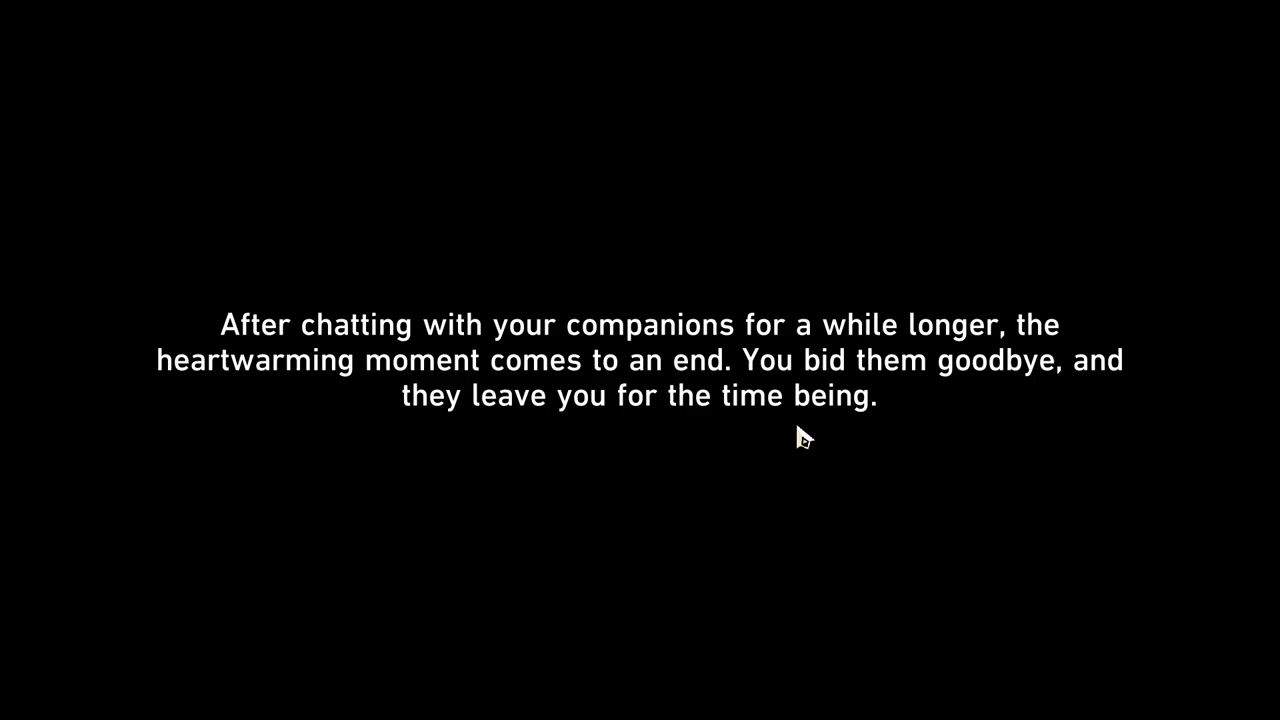 After chatting with your companions for a while longer, the
heartwarming moment comes to an end. You bid them goodbye, and
they leave you for the time being.